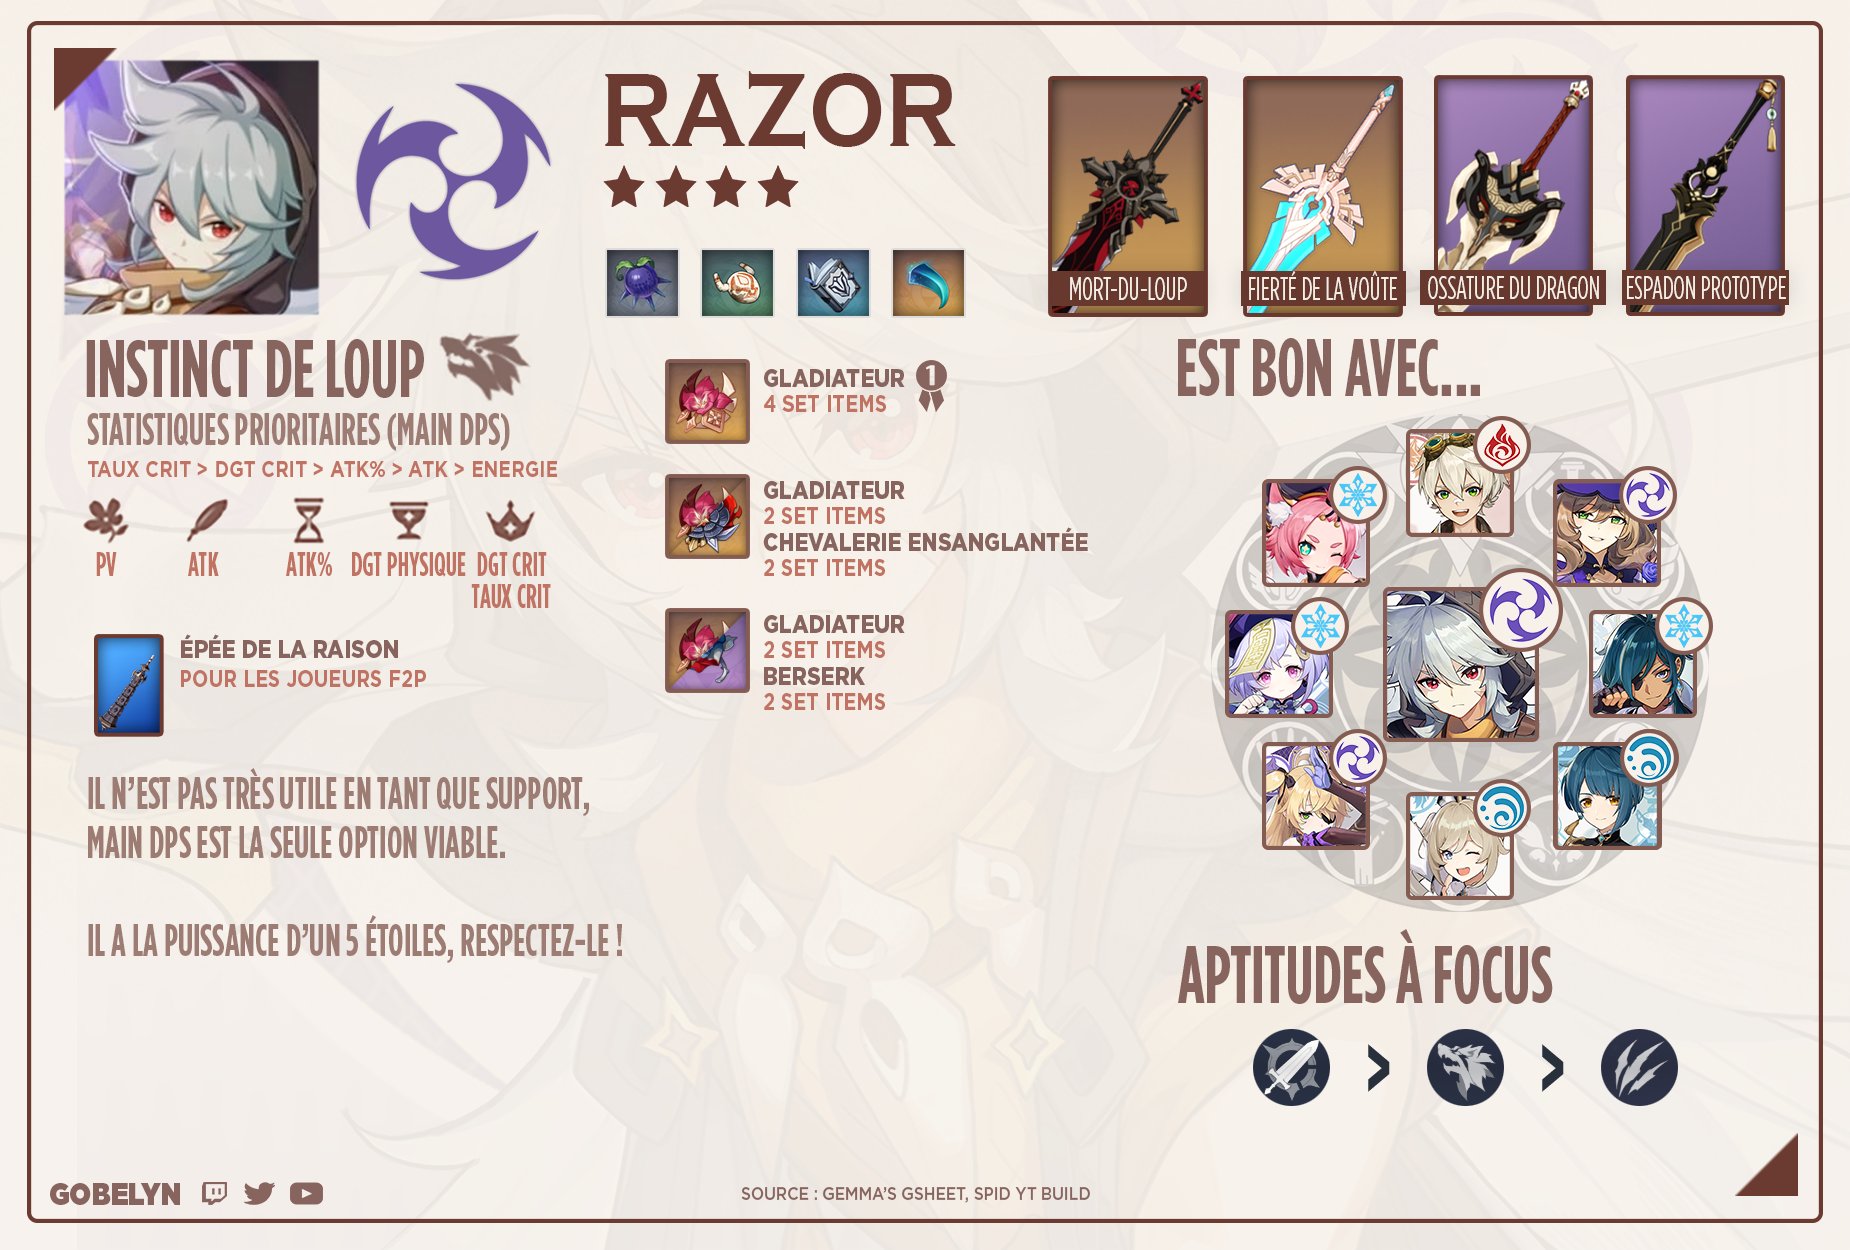 RAZOR
MORT-DU-LOUP
FIERTÉ DE LA VOÛTE
OSSATURE DU DRAGON
ESPADON PROTOTYPE
INSTINCT DE LOUP
STATISTIQUES PRIORITAIRES (MAIN DPS)
TAUX CRIT > DGT CRIT > ATK% > ATK > ENERGIE
PV
ATK
ATK%
DGT PHYSIQUE
DGT CRIT
TAUX CRIT
ÉPÉE DE LA RAISON
POUR LES JOUEURS F2P
IL N'EST PAS TRÈS UTILE EN TANT QUE SUPPORT,
MAIN DPS EST LA SEULE OPTION VIABLE.
IL A LA PUISSANCE D'UN 5 ÉTOILES, RESPECTEZ-LE !
GLADIATEUR 1
4 SET ITEMS
GLADIATEUR
2 SET ITEMS
CHEVALERIE ENSANGLANTÉE
2 SET ITEMS
GLADIATEUR
2 SET ITEMS
BERSERK
2 SET ITEMS
EST BON AVEC...
APTITUDES À FOCUS
> >
GOBELYN
SOURCE : GEMMA'S GSHEET, SPID YT BUILD